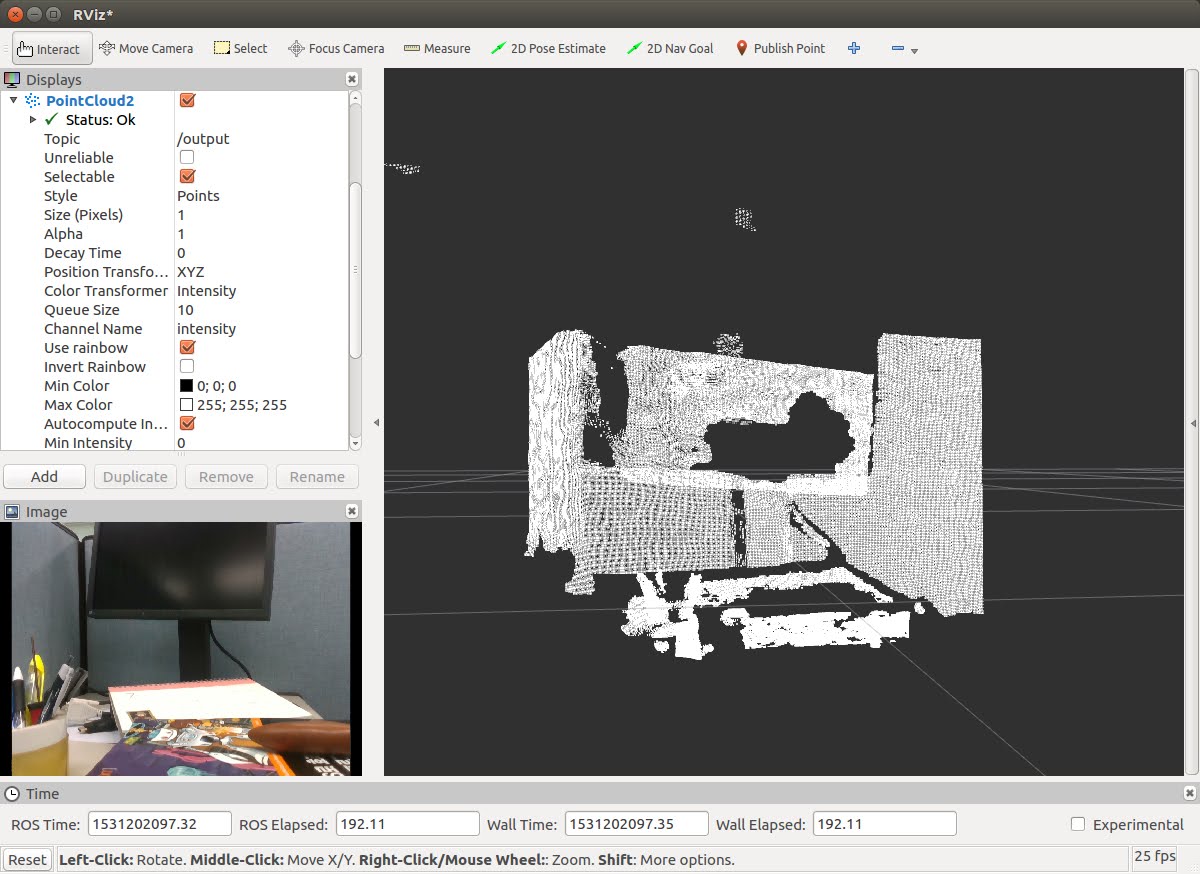 RViz*
Interact Move Camera Select Focus Camera Measure 2D Pose Estimate 2D Nav Goal Publish Point
Displays
PointCloud2
Status: Ok
Topic /output
Unreliable
Selectable
Style Points
Size (Pixels) 1
Alpha 1
Decay Time 0
Position Transfo... XYZ
Color Transformer Intensity
Queue Size 10
Channel Name intensity
Use rainbow
Invert Rainbow
Min Color 0; 0; 0
Max Color 255; 255; 255
Autocompute In...
Min Intensity 0
Add Duplicate Remove Rename
Image
Time
ROS Time: 1531202097.32 ROS Elapsed: 192.11 Wall Time: 1531202097.35 Wall Elapsed: 192.11 Experimental
Reset Left-Click: Rotate. Middle-Click: Move X/Y. Right-Click/Mouse Wheel:: Zoom. Shift: More options. 25 fps